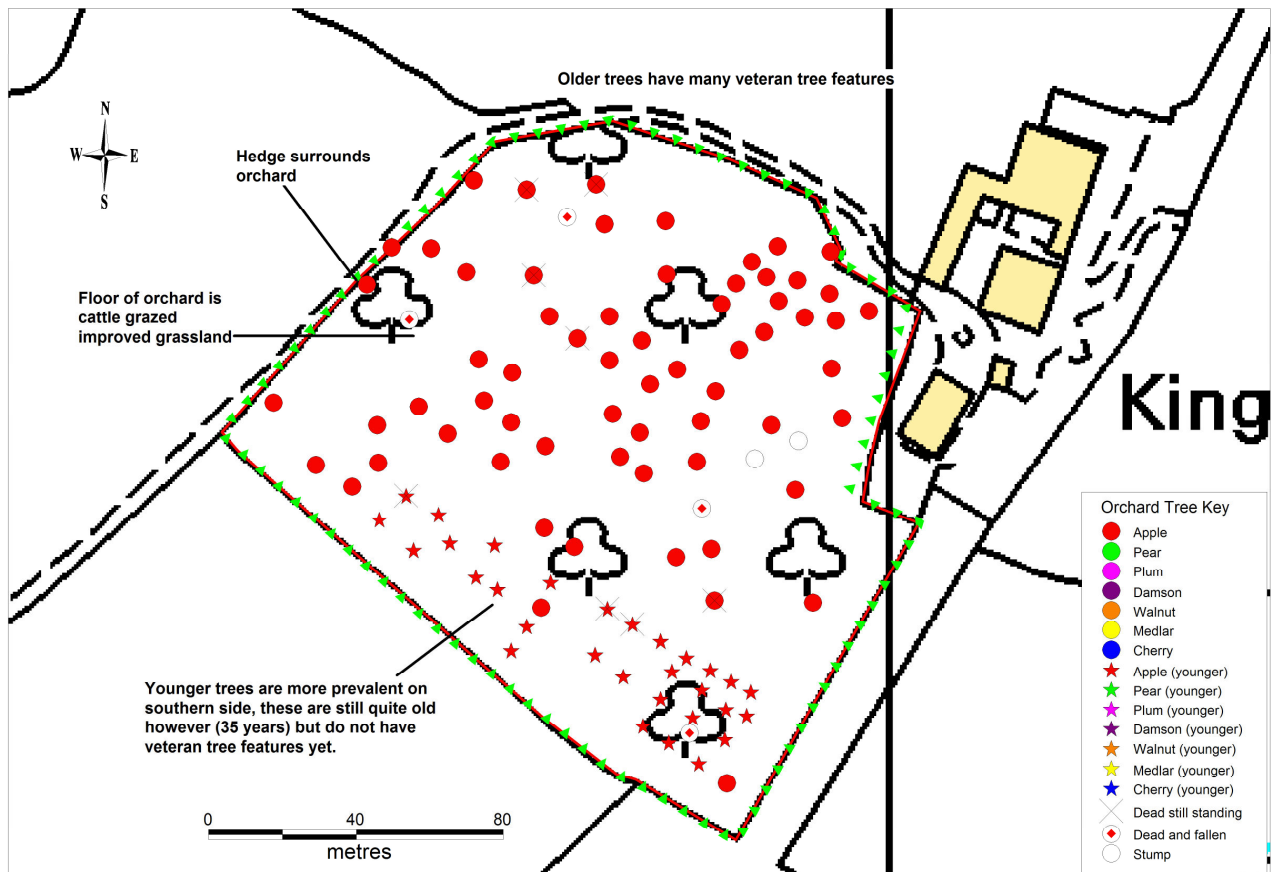 Older trees have many veteran tree features
N
W E
S
Hedge surrounds
orchard
Floor of orchard is
cattle grazed
improved grassland
King
Younger trees are more prevalent on
southern side, these are still quite old
however (35 years) but do not have
veteran tree features yet.
0 40 80
metres
Orchard Tree Key
Apple
Pear
Plum
Damson
Walnut
Medlar
Cherry
Apple (younger)
Pear (younger)
Plum (younger)
Damson (younger)
Walnut (younger)
Medlar (younger)
Cherry (younger)
Dead still standing
Dead and fallen
Stump